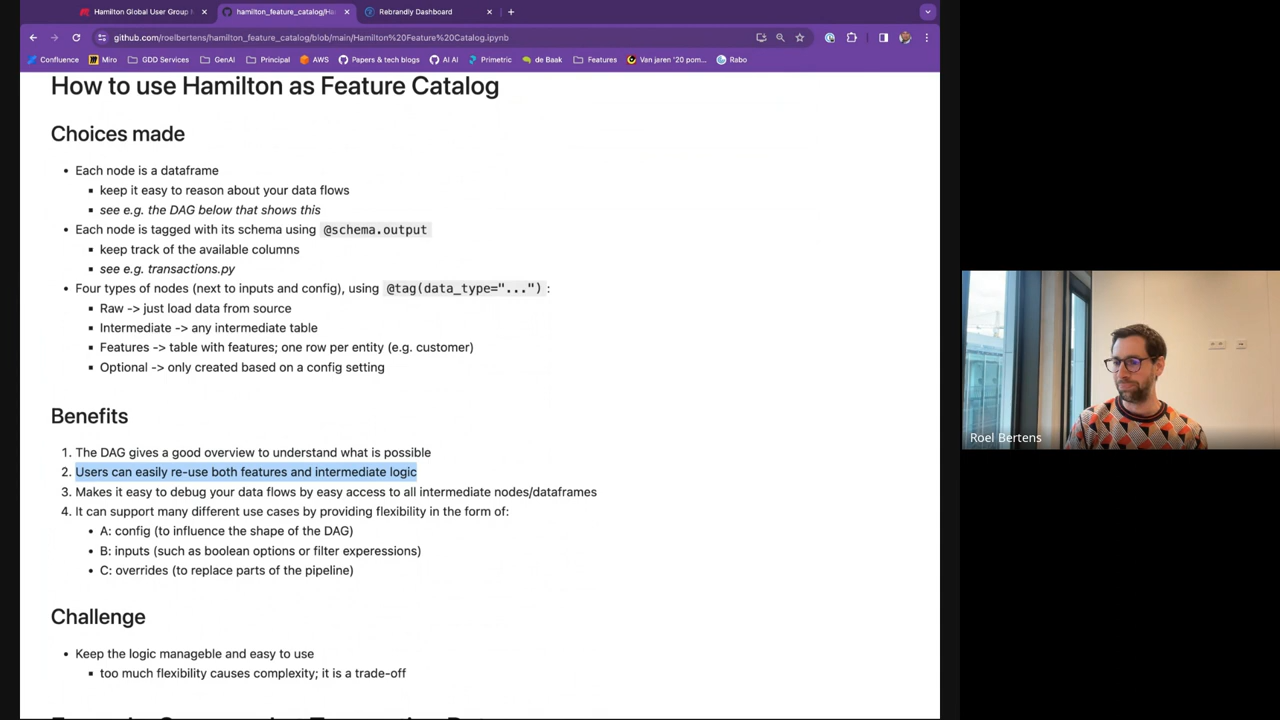 Hamilton Global User Group M
hamilton_feature_catalog/Ha
Rebrandly Dashboard
github.com/roelbertens/hamilton_feature_catalog/blob/main/Hamilton%20Feature%20Catalog.ipynb
Confluence Miro GDD Services GenAI Principal AWS Papers & tech blogs AI AI Primetric de Baak Features Van jaren '20 pom... Rabo
How to use Hamilton as Feature Catalog
Choices made
Each node is a dataframe
keep it easy to reason about your data flows
see e.g. the DAG below that shows this
Each node is tagged with its schema using @schema.output
keep track of the available columns
see e.g. transactions.py
Four types of nodes (next to inputs and config), using @tag(data_type="...") :
Raw -> just load data from source
Intermediate -> any intermediate table
Features -> table with features; one row per entity (e.g. customer)
Optional -> only created based on a config setting
Benefits
1. The DAG gives a good overview to understand what is possible
2. Users can easily re-use both features and intermediate logic
3. Makes it easy to debug your data flows by easy access to all intermediate nodes/dataframes
4. It can support many different use cases by providing flexibility in the form of:
A: config (to influence the shape of the DAG)
B: inputs (such as boolean options or filter experessions)
C: overrides (to replace parts of the pipeline)
Challenge
Keep the logic manageble and easy to use
too much flexibility causes complexity; it is a trade-off
Roel Bertens